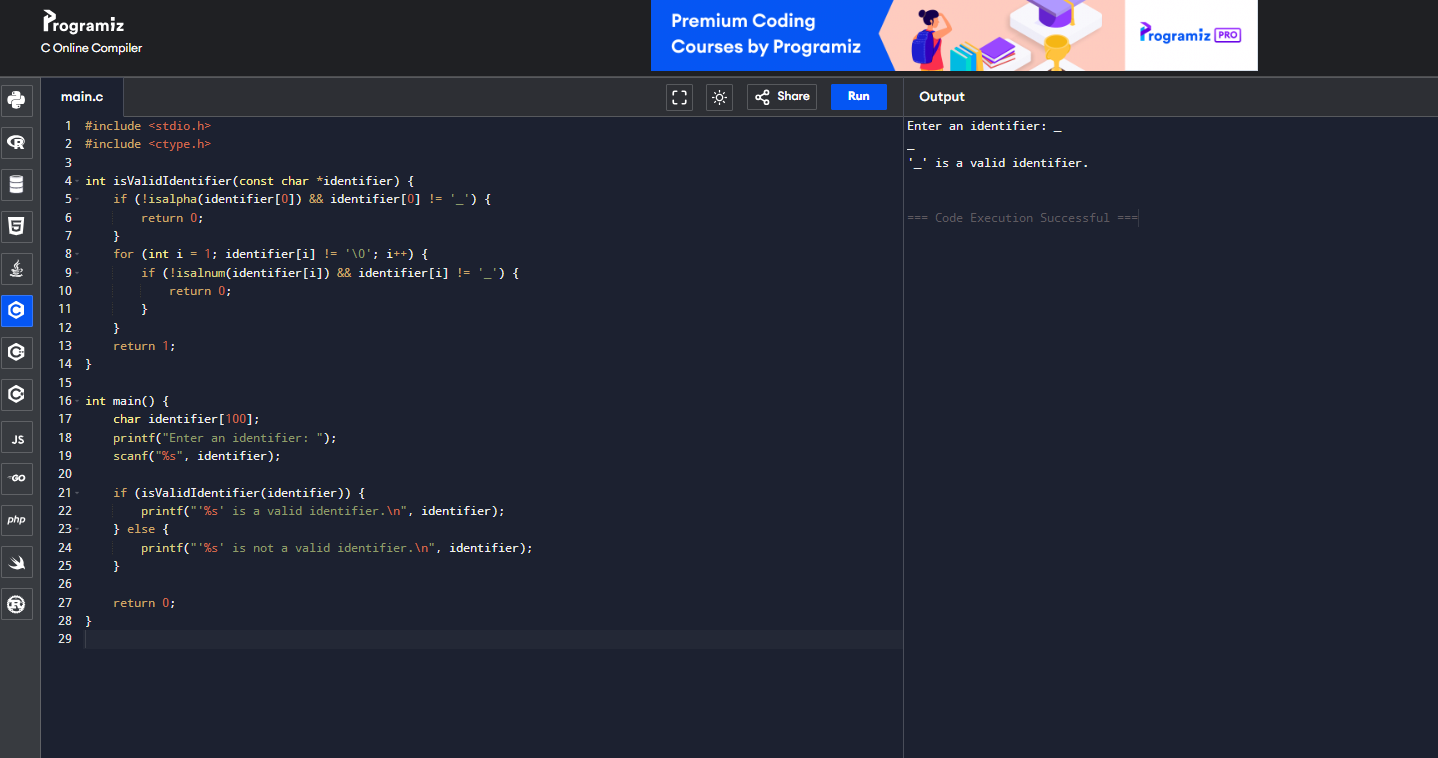 Programiz
C Online Compiler
Premium Coding
Courses by Programiz
Programiz PRO
main.c
Share
Run
Output
1 #include <stdio.h>
2 #include <ctype.h>
3
4 int isValidIdentifier(const char *identifier) {
5     if (!isalpha(identifier[0]) && identifier[0] != '_') {
6         return 0;
7     }
8     for (int i = 1; identifier[i] != '\0'; i++) {
9         if (!isalnum(identifier[i]) && identifier[i] != '_') {
10             return 0;
11         }
12     }
13     return 1;
14 }
15
16 int main() {
17     char identifier[100];
18     printf("Enter an identifier: ");
19     scanf("%s", identifier);
20
21     if (isValidIdentifier(identifier)) {
22         printf("'%s' is a valid identifier.\n", identifier);
23     } else {
24         printf("'%s' is not a valid identifier.\n", identifier);
25     }
26
27     return 0;
28 }
29
Enter an identifier: _
_
'_' is a valid identifier.
=== Code Execution Successful ===
JS
GO
php